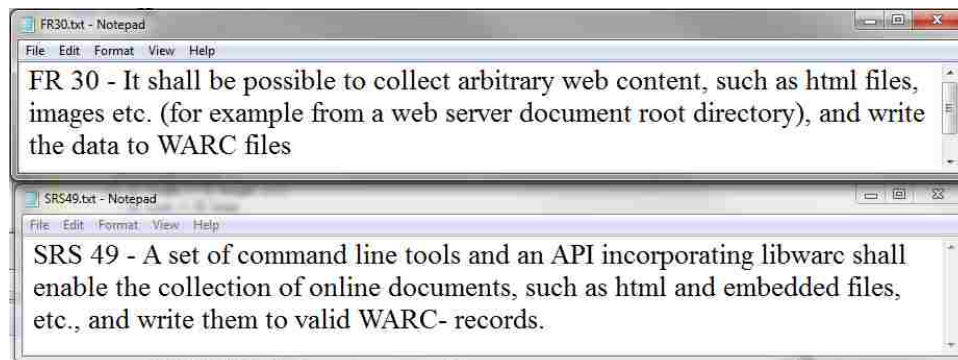 FR30.txt - Notepad
File Edit Format View Help
FR 30 - It shall be possible to collect arbitrary web content, such as html files,
images etc. (for example from a web server document root directory), and write
the data to WARC files
SRS49.txt - Notepad
File Edit Format View Help
SRS 49 - A set of command line tools and an API incorporating libwarc shall
enable the collection of online documents, such as html and embedded files,
etc., and write them to valid WARC- records.